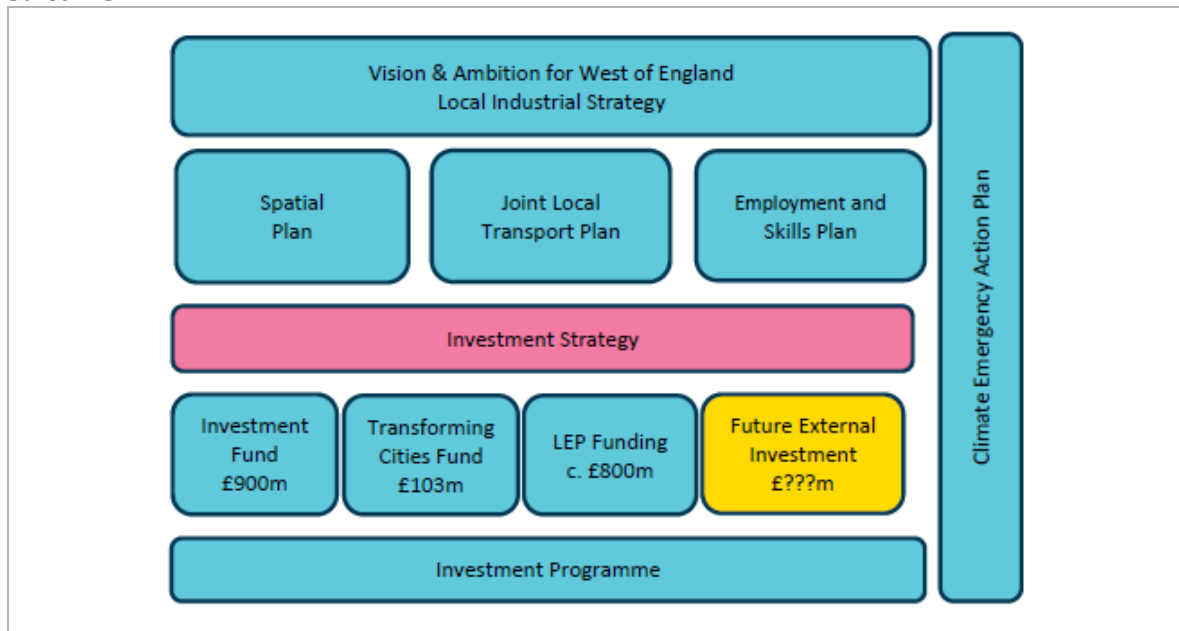 Vision & Ambition for West of England
Local Industrial Strategy
Spatial
Plan
Joint Local
Transport Plan
Employment and
Skills Plan
Investment Strategy
Investment
Fund
£900m
Transforming
Cities Fund
£103m
LEP Funding
c. £800m
Future External
Investment
£???m
Investment Programme
Climate Emergency Action Plan